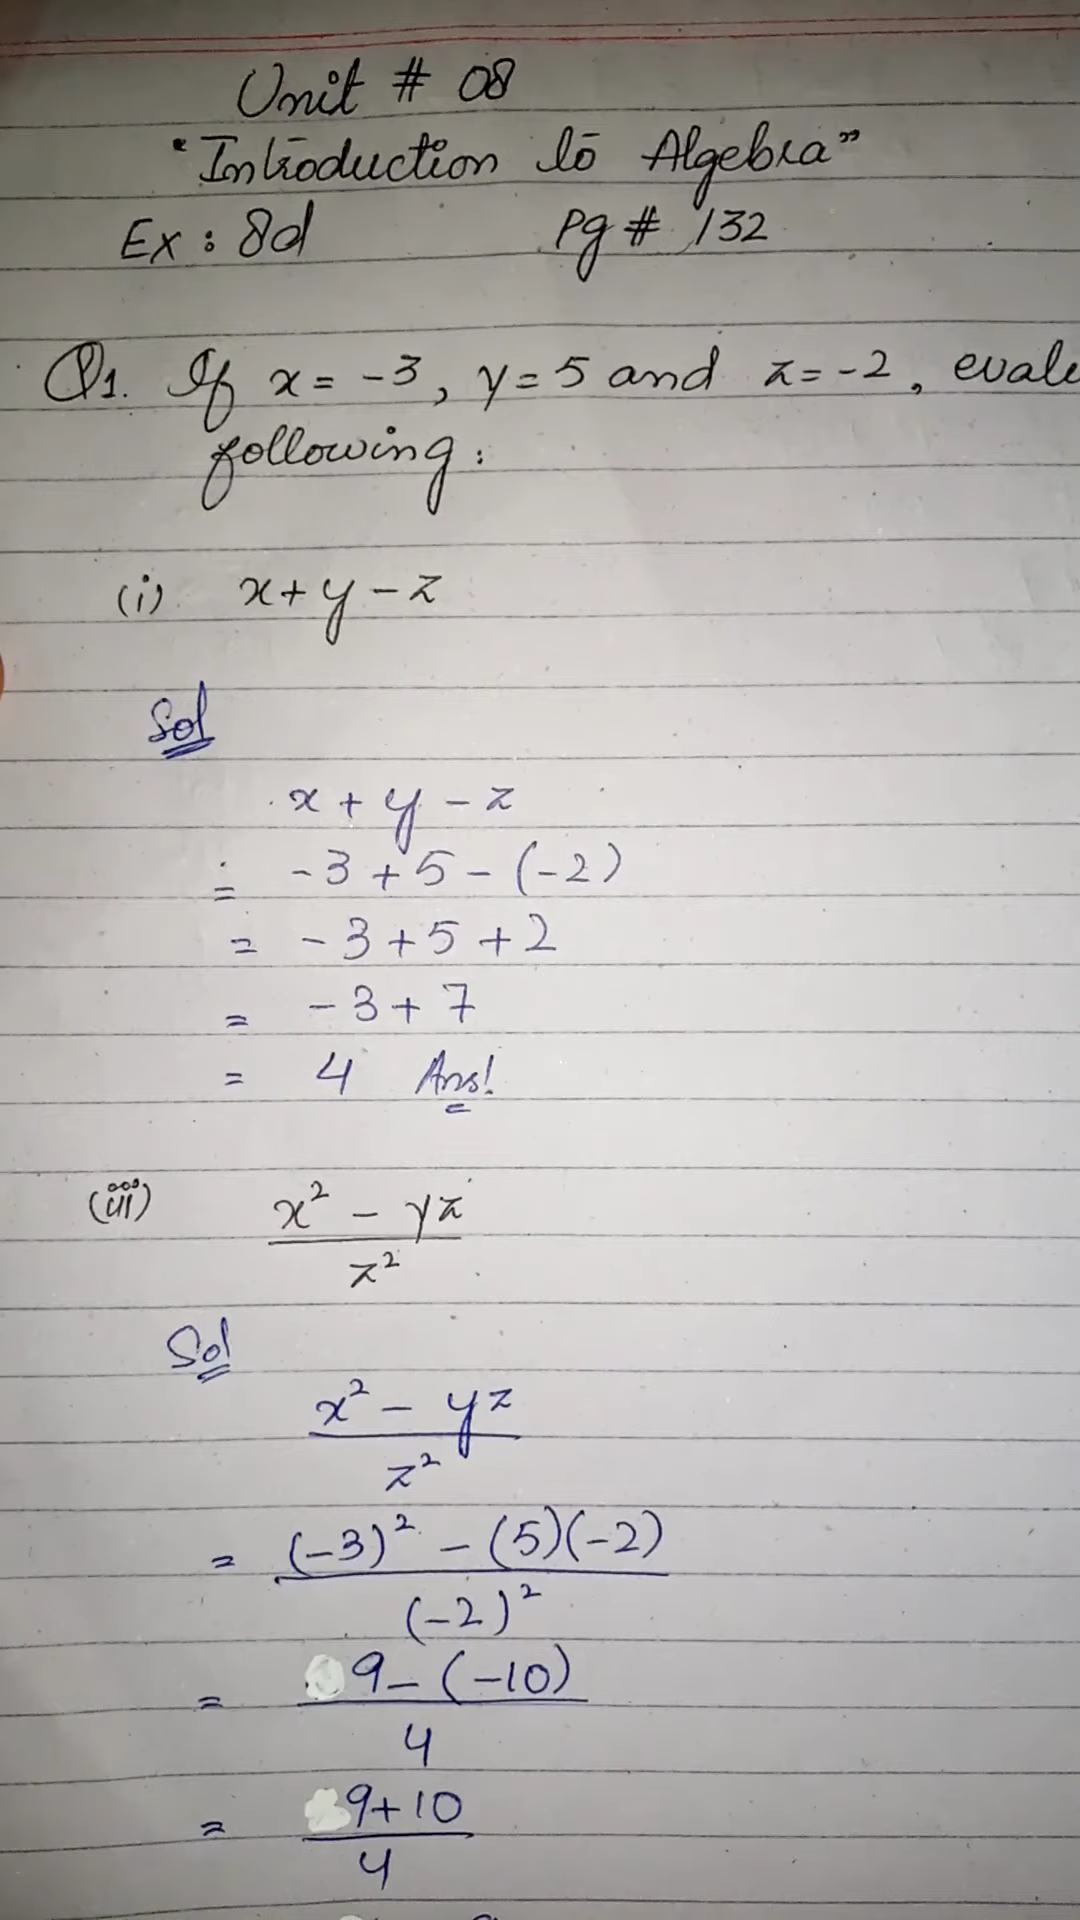 Unit # 08
"Introduction to Algebra"
Ex: 8d Pg # 132
Q1. If x = -3, y = 5 and z = -2, evalu
following:
(i) x + y - z
Sol
x + y - z
= -3 + 5 - (-2)
= -3 + 5 + 2
= -3 + 7
= 4 Ans!
(iii) x² - yz
z²
Sol
x² - yz
z²
= (-3)² - (5)(-2)
(-2)²
= 9 - (-10)
4
= 9 + 10
4